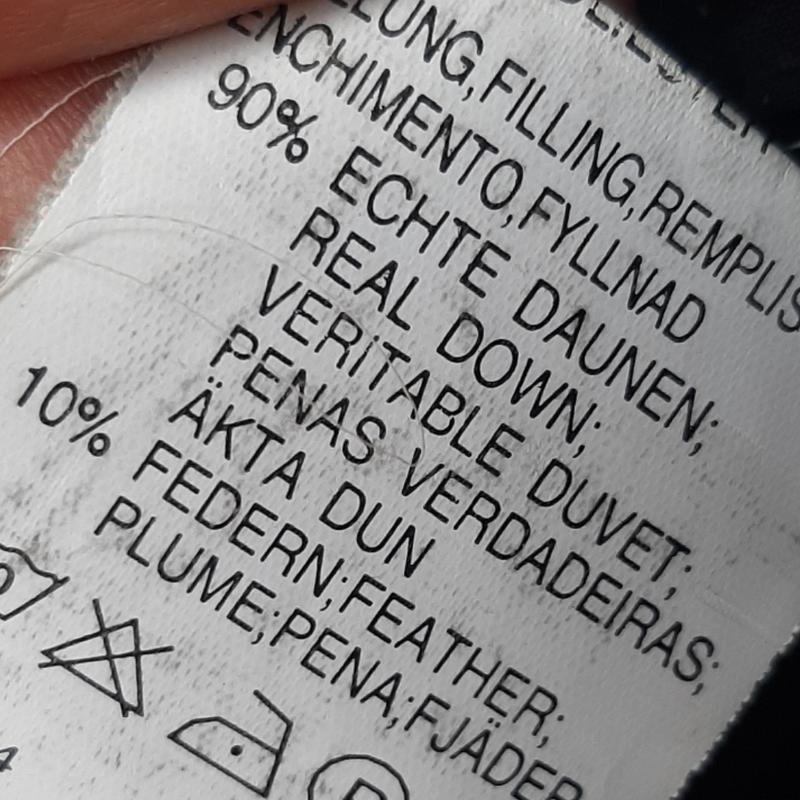 LLUNG,FILLING,REMPLIS
ENCHIMENTO,FYLLNAD
90% ECHTE DAUNEN;
REAL DOWN;
VERITABLE DUVET;
PENAS VERDADEIRAS;
ÄKTA DUN
10% FEDERN;FEATHER;
PLUME;PENA;FJÄDER